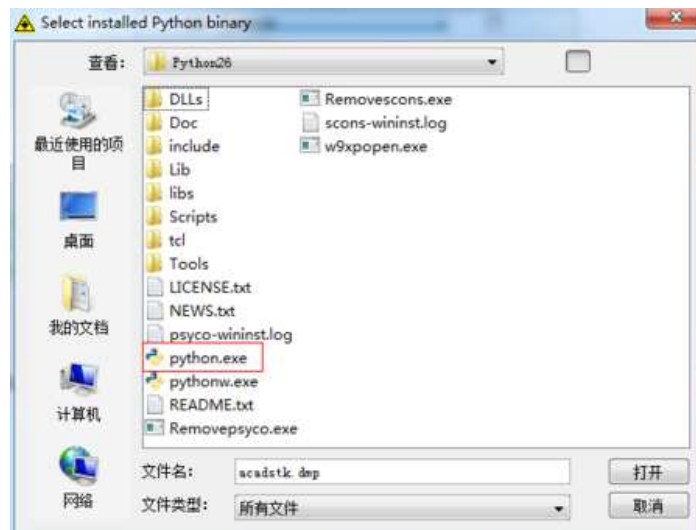 Select installed Python binary
查看:
Python26
最近使用的项
目
桌面
我的文档
计算机
网络
DLLs
Doc
include
Lib
libs
Scripts
tcl
Tools
LICENSE.txt
NEWS.txt
psyco-wininst.log
python.exe
pythonw.exe
README.txt
Removepsyco.exe
Removescons.exe
scons-wininst.log
w9xpopen.exe
文件名:
acadstk.dmp
打开
文件类型:
所有文件
取消